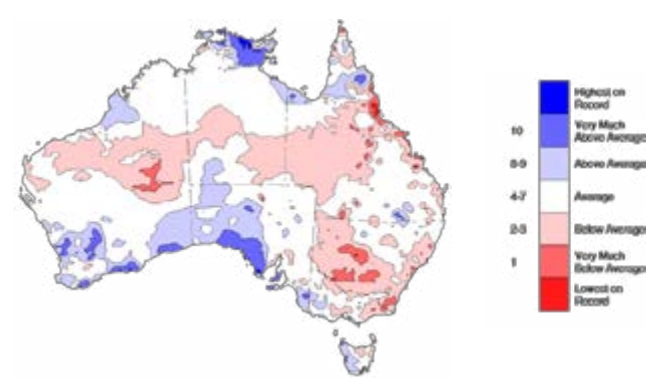 Highest on
Record
10
Very Much
Above Average
8-9
Above Average
4-7
Average
2-3
Below Average
1
Very Much
Below Average
Lowest on
Record